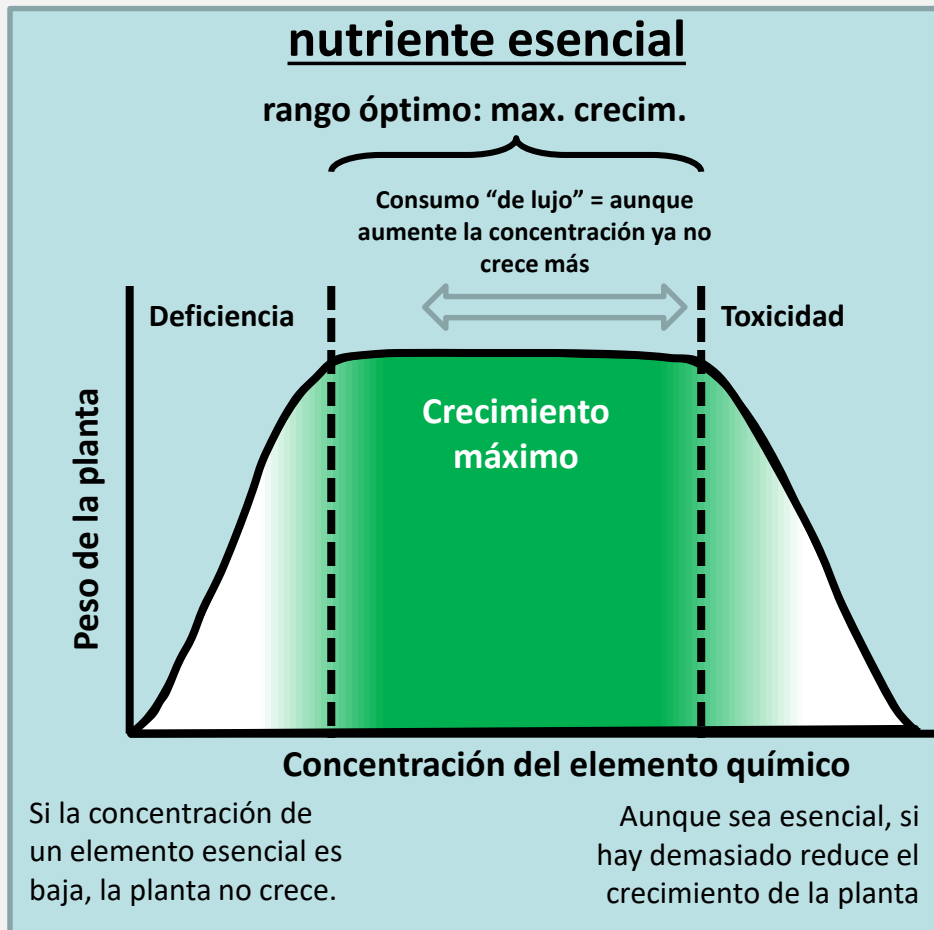 nutriente esencial
rango óptimo: max. crecim.
Consumo “de lujo” = aunque
aumente la concentración ya no
crece más
Deficiencia
Toxicidad
Crecimiento
máximo
Peso de la planta
Concentración del elemento químico
Si la concentración de
un elemento esencial es
baja, la planta no crece.
Aunque sea esencial, si
hay demasiado reduce el
crecimiento de la planta